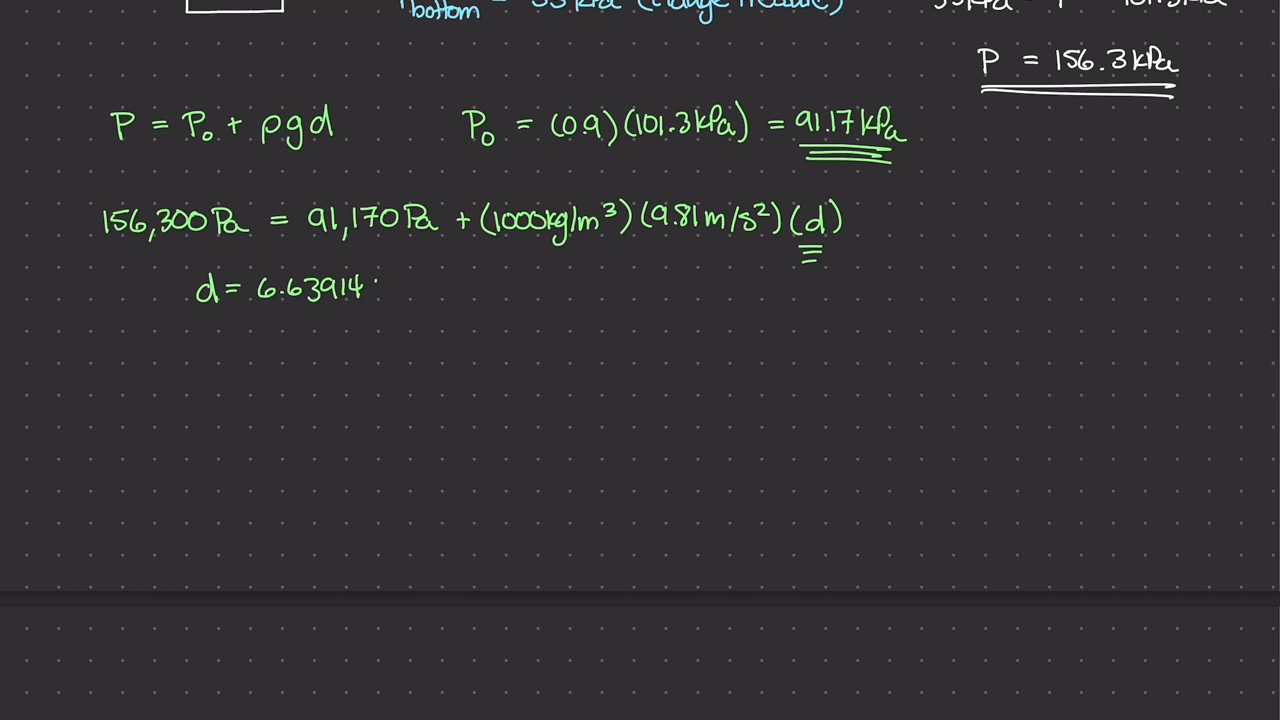 bottom
P = 156.3 kPa
P = P₀ + ρgd P₀ = (0.9)(101.3 kPa) = 91.17 kPa
156,300 Pa = 91,170 Pa + (1000 kg/m³)(9.81 m/s²)(d)
d = 6.63914